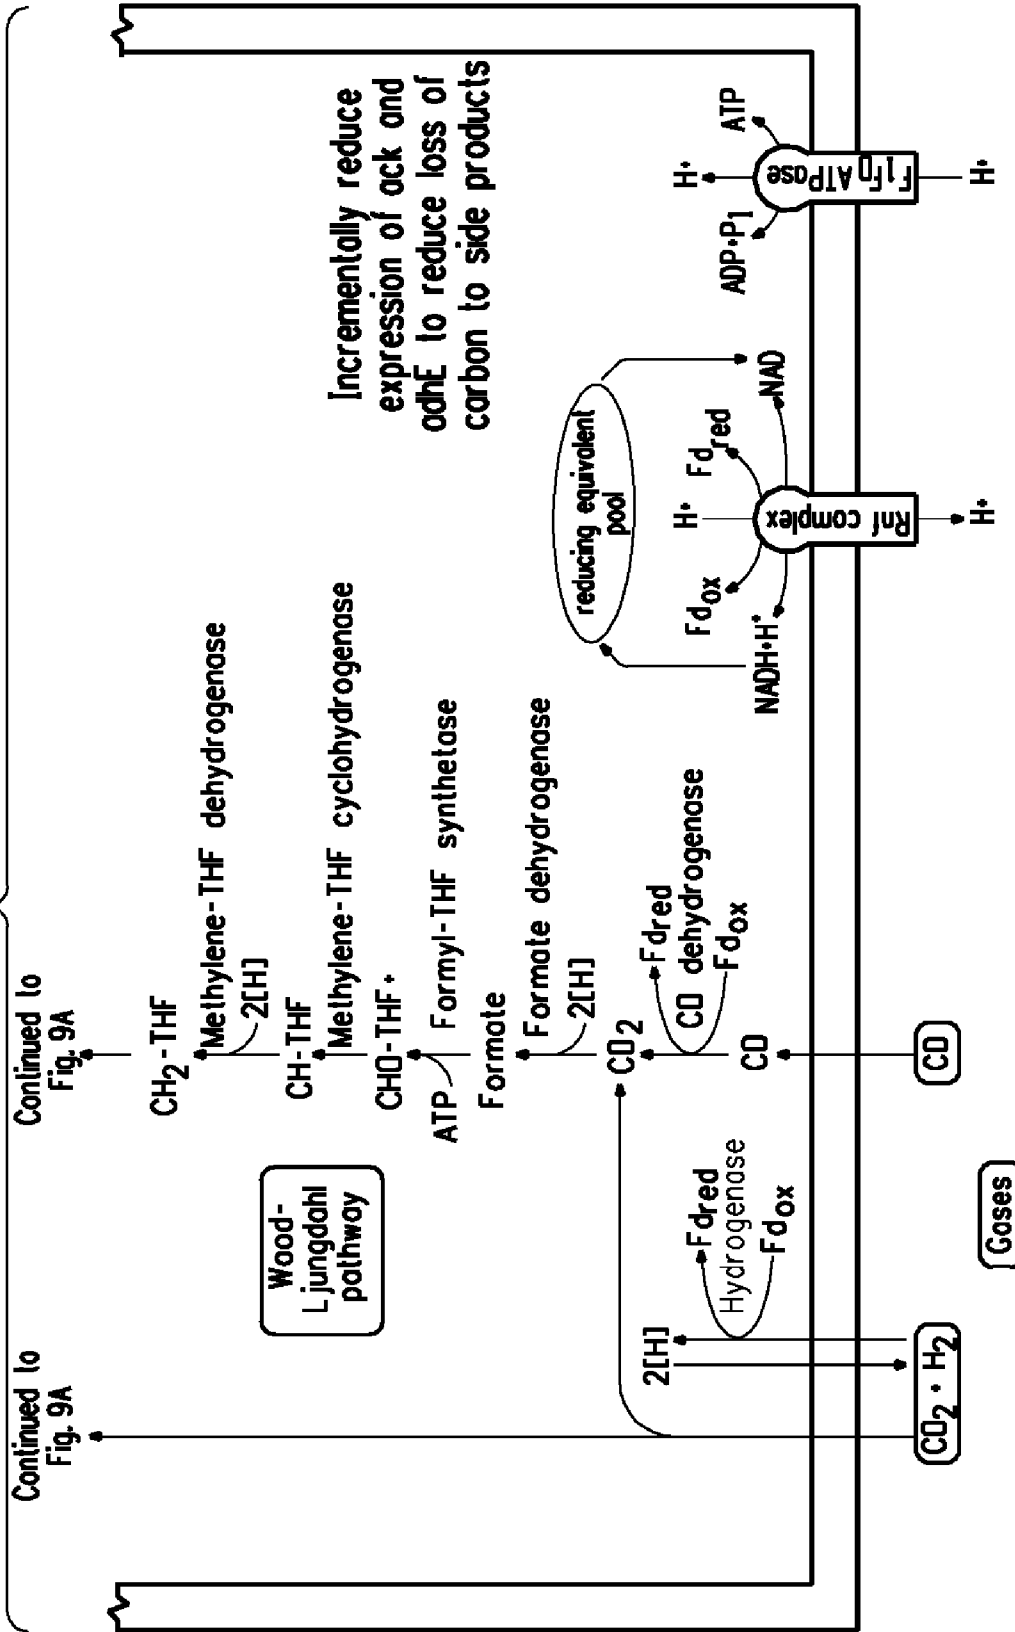 Continued to
Fig. 9A
Continued to
Fig. 9A
CH2-THF
Methylene-THF dehydrogenase
2[H]
CH-THF
Methylene-THF cyclohydrogenase
CHO-THF+
ATP
Formyl-THF synthetase
Formate
Formate dehydrogenase
2[H]
CO2
Fdred
CO dehydrogenase
Fdox
CO
CO
Wood-
Ljungdahl
pathway
2[H]
Fdred
Hydrogenase
Fdox
CO2 + H2
Gases
Incrementally reduce
expression of ack and
adhE to reduce loss of
carbon to side products
reducing equivalent
pool
NADH+H+
NAD
Fdox
H+
Fdred
Rnf complex
H+
ADP+Pi
H+
ATP
F1F0 ATPase
H+